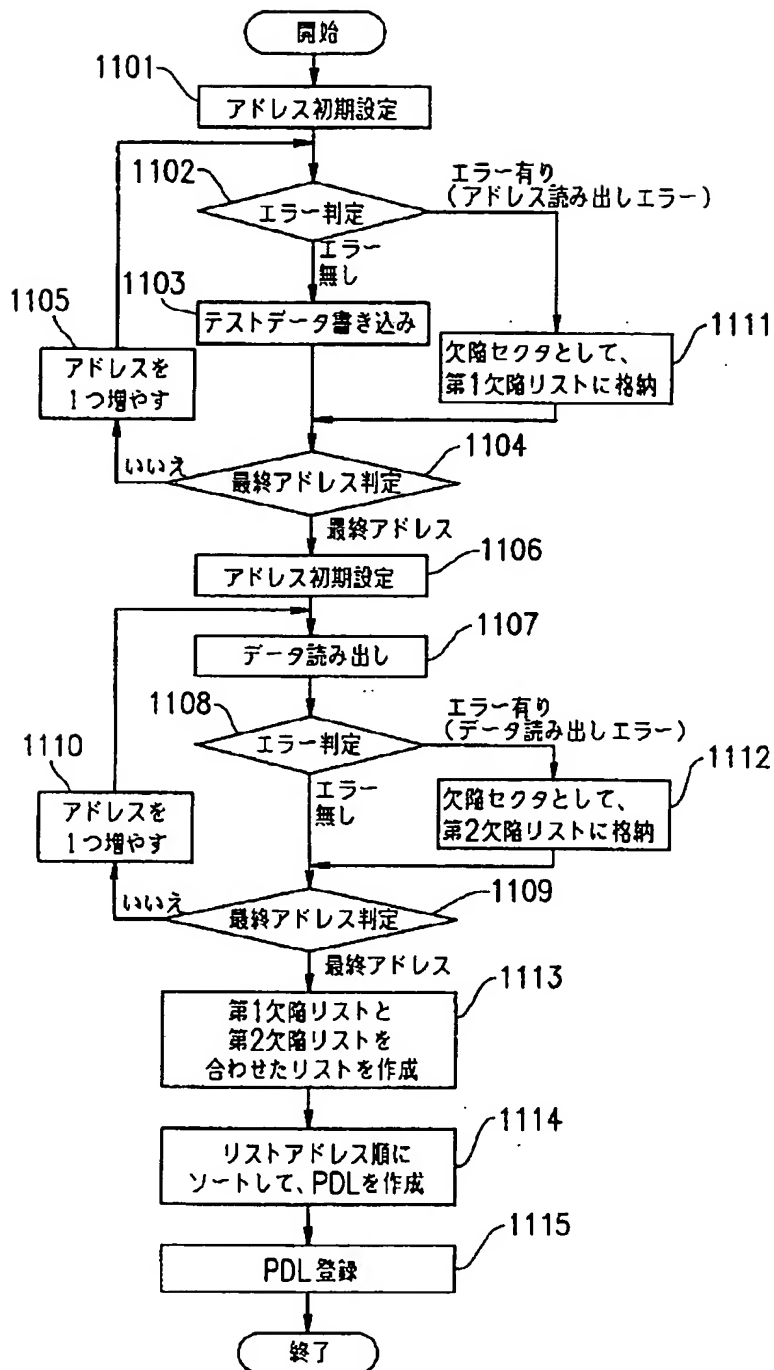 開始
1101
アドレス初期設定
1102
エラー有り
(アドレス読み出しエラー)
エラー判定
エラー
無し
1103
テストデータ書き込み
1105
アドレスを
1つ増やす
1111
欠陥セクタとして、
第1欠陥リストに格納
1104
いいえ
最終アドレス判定
最終アドレス
1106
アドレス初期設定
1107
データ読み出し
1108
エラー有り
(データ読み出しエラー)
エラー判定
エラー
無し
1110
アドレスを
1つ増やす
1112
欠陥セクタとして、
第2欠陥リストに格納
1109
いいえ
最終アドレス判定
最終アドレス
1113
第1欠陥リストと
第2欠陥リストを
合わせたリストを作成
1114
リストアドレス順に
ソートして、PDLを作成
1115
PDL登録
終了